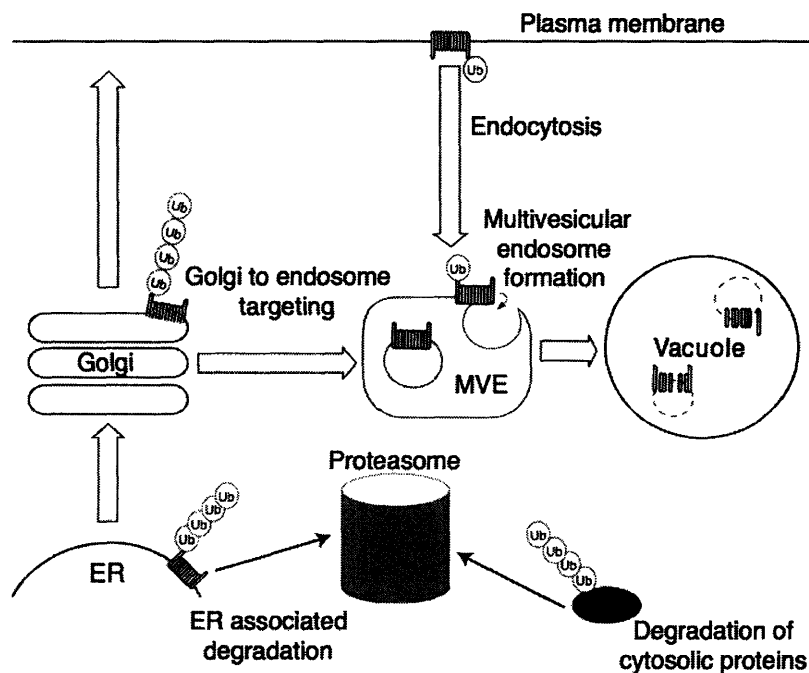 Plasma membrane
Ub
Endocytosis
Ub
Ub
Ub
Ub
Multivesicular
endosome
formation
Ub
Golgi to endosome
targeting
Golgi
MVE
Vacuole
Proteasome
Ub
Ub
Ub
Ub
ER
ER associated
degradation
Ub
Ub
Ub
Ub
Degradation of
cytosolic proteins